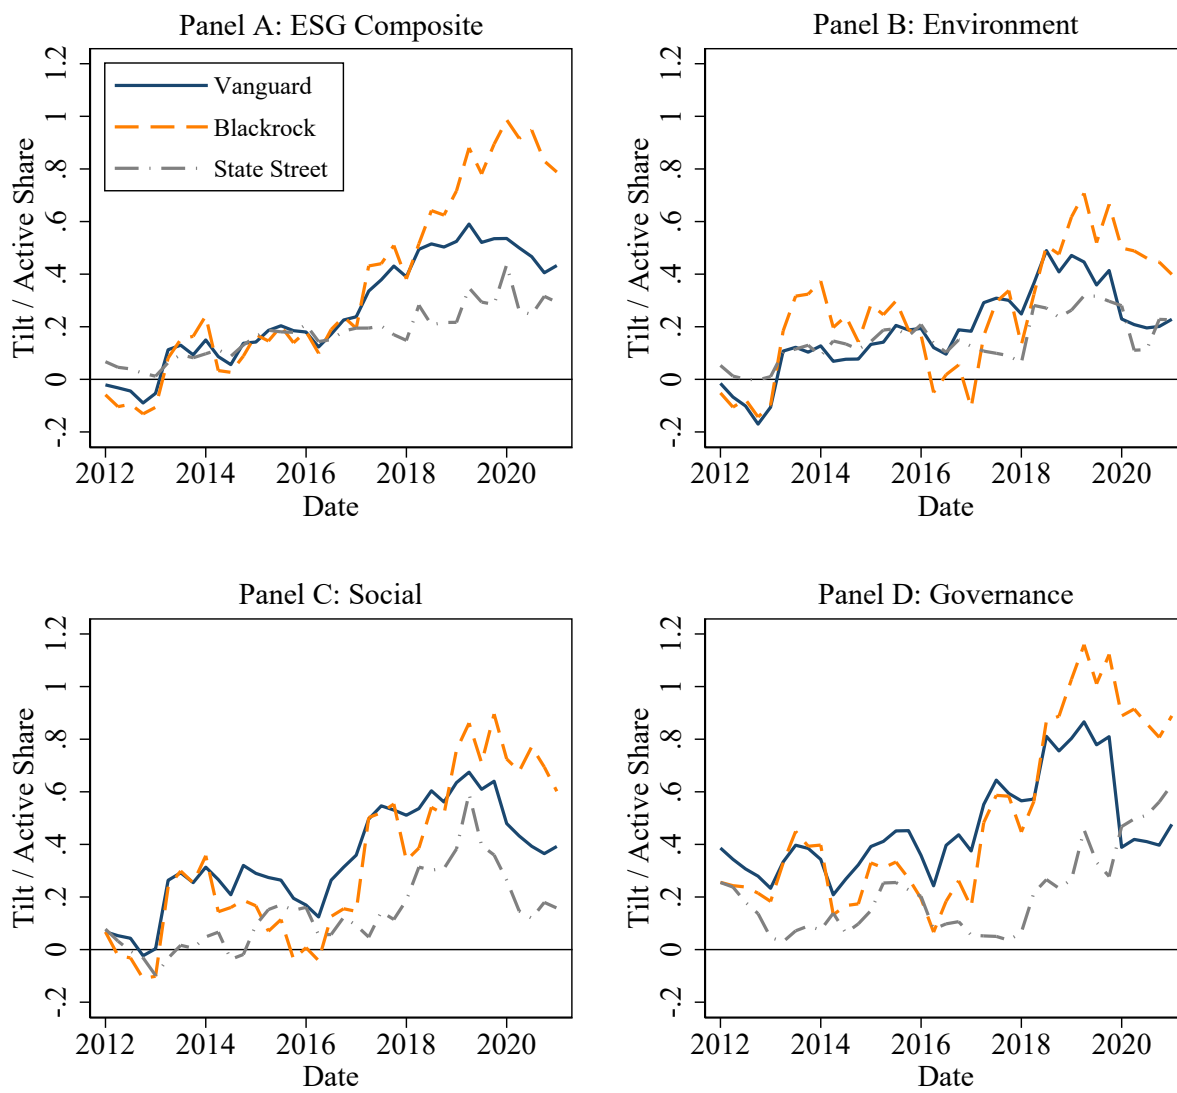 Panel A: ESG Composite
Tilt / Active Share
1.2
1
.8
.6
.4
.2
0
-.2
Vanguard
Blackrock
State Street
2012 2014 2016 2018 2020
Date
Panel B: Environment
Tilt / Active Share
1.2
1
.8
.6
.4
.2
0
-.2
2012 2014 2016 2018 2020
Date
Panel C: Social
Tilt / Active Share
1.2
1
.8
.6
.4
.2
0
-.2
2012 2014 2016 2018 2020
Date
Panel D: Governance
Tilt / Active Share
1.2
1
.8
.6
.4
.2
0
-.2
2012 2014 2016 2018 2020
Date